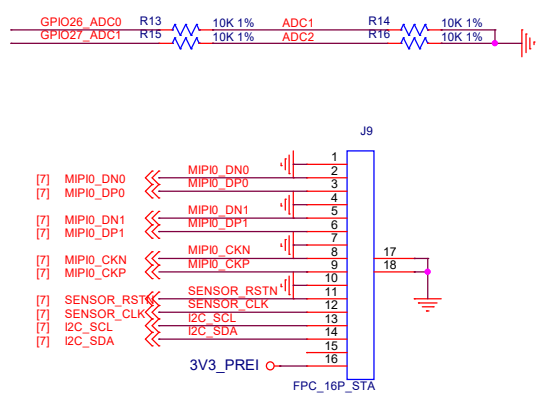 GPIO26_ADC0 R13 10K 1% ADC1 R14 10K 1%
GPIO27_ADC1 R15 10K 1% ADC2 R16 10K 1%
J9
1
[7] MIPI0_DN0 MIPI0_DN0 2
[7] MIPI0_DP0 MIPI0_DP0 3
4
[7] MIPI0_DN1 MIPI0_DN1 5
[7] MIPI0_DP1 MIPI0_DP1 6
7
[7] MIPI0_CKN MIPI0_CKN 8 17
[7] MIPI0_CKP MIPI0_CKP 9 18
10
[7] SENSOR_RSTN SENSOR_RSTN 11
[7] SENSOR_CLK SENSOR_CLK 12
[7] I2C_SCL I2C_SCL 13
[7] I2C_SDA I2C_SDA 14
15
3V3_PREI 16
FPC_16P_STA